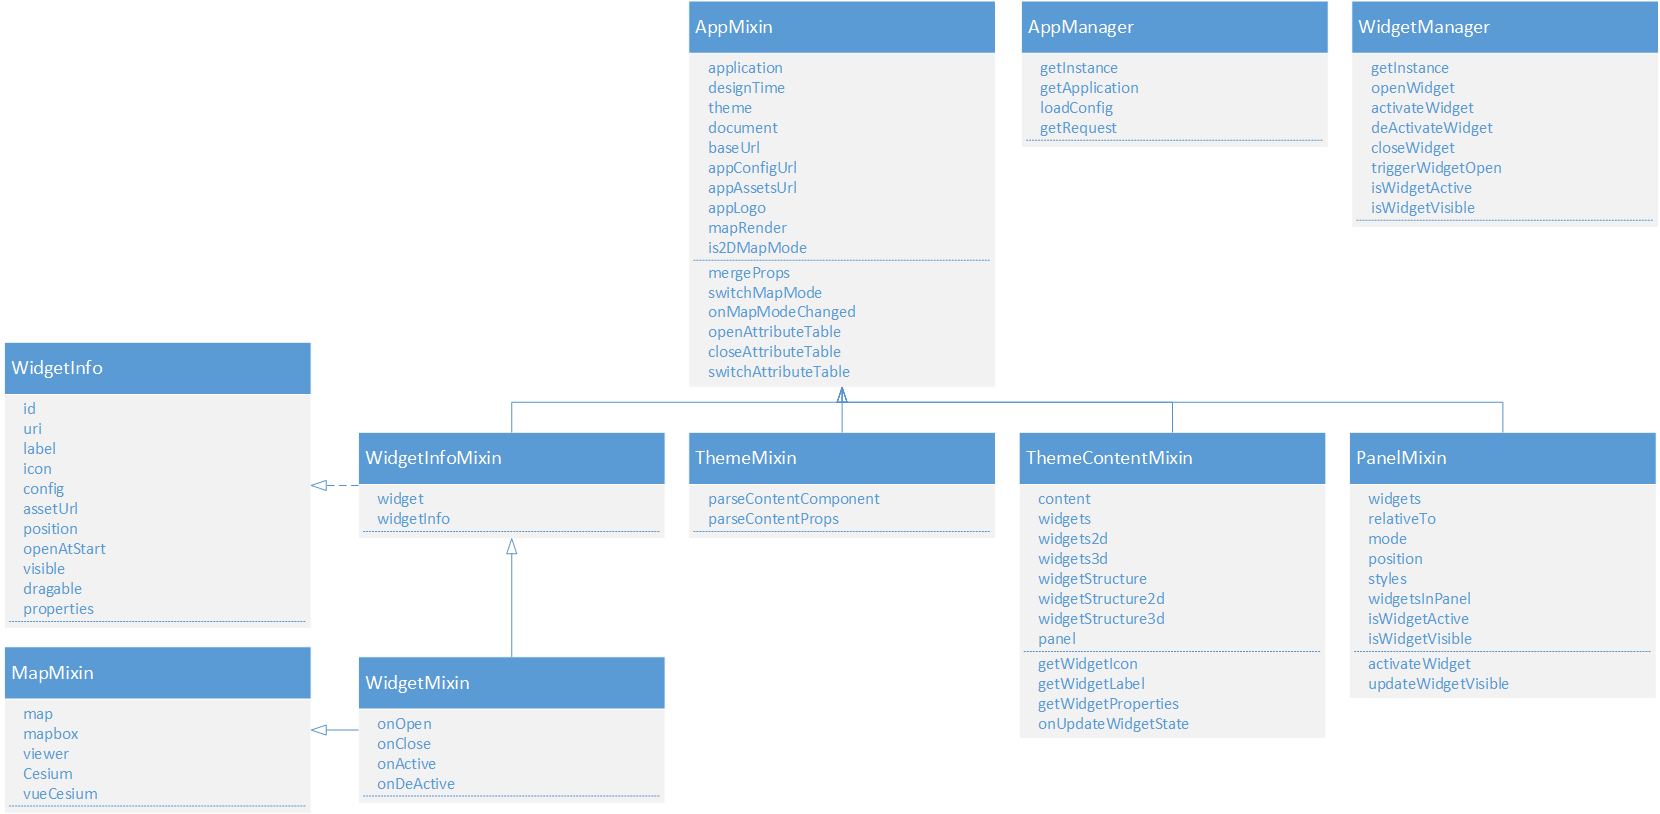 AppMixin
application
designTime
theme
document
baseUrl
appConfigUrl
appAssetsUrl
appLogo
mapRender
is2DMapMode
mergeProps
switchMapMode
onMapModeChanged
openAttributeTable
closeAttributeTable
switchAttributeTable
AppManager
getInstance
getApplication
loadConfig
getRequest
WidgetManager
getInstance
openWidget
activateWidget
deActivateWidget
closeWidget
triggerWidgetOpen
isWidgetActive
isWidgetVisible
WidgetInfo
id
uri
label
icon
config
assetUrl
position
openAtStart
visible
dragable
properties
WidgetInfoMixin
widget
widgetInfo
ThemeMixin
parseContentComponent
parseContentProps
ThemeContentMixin
content
widgets
widgets2d
widgets3d
widgetStructure
widgetStructure2d
widgetStructure3d
panel
getWidgetIcon
getWidgetLabel
getWidgetProperties
onUpdateWidgetState
PanelMixin
widgets
relativeTo
mode
position
styles
widgetsInPanel
isWidgetActive
isWidgetVisible
activateWidget
updateWidgetVisible
MapMixin
map
mapbox
viewer
Cesium
vueCesium
WidgetMixin
onOpen
onClose
onActive
onDeActive